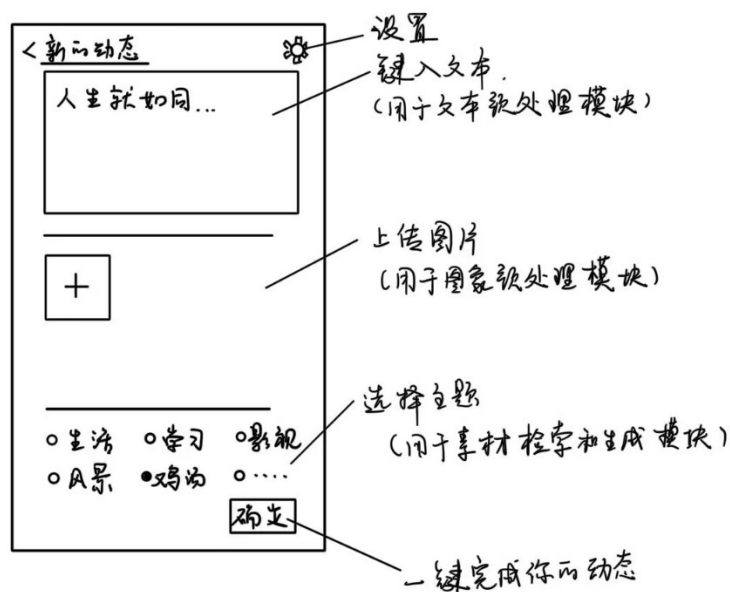 <新的动态
设置
人生就如同...
键入文本.
(用于文本预处理模块)
+
上传图片
(用于图象预处理模块)
选择主题
(用于素材检索和生成模块)
生活 学习 影视
风景 鸡汤 ....
确定
一键完成你的动态